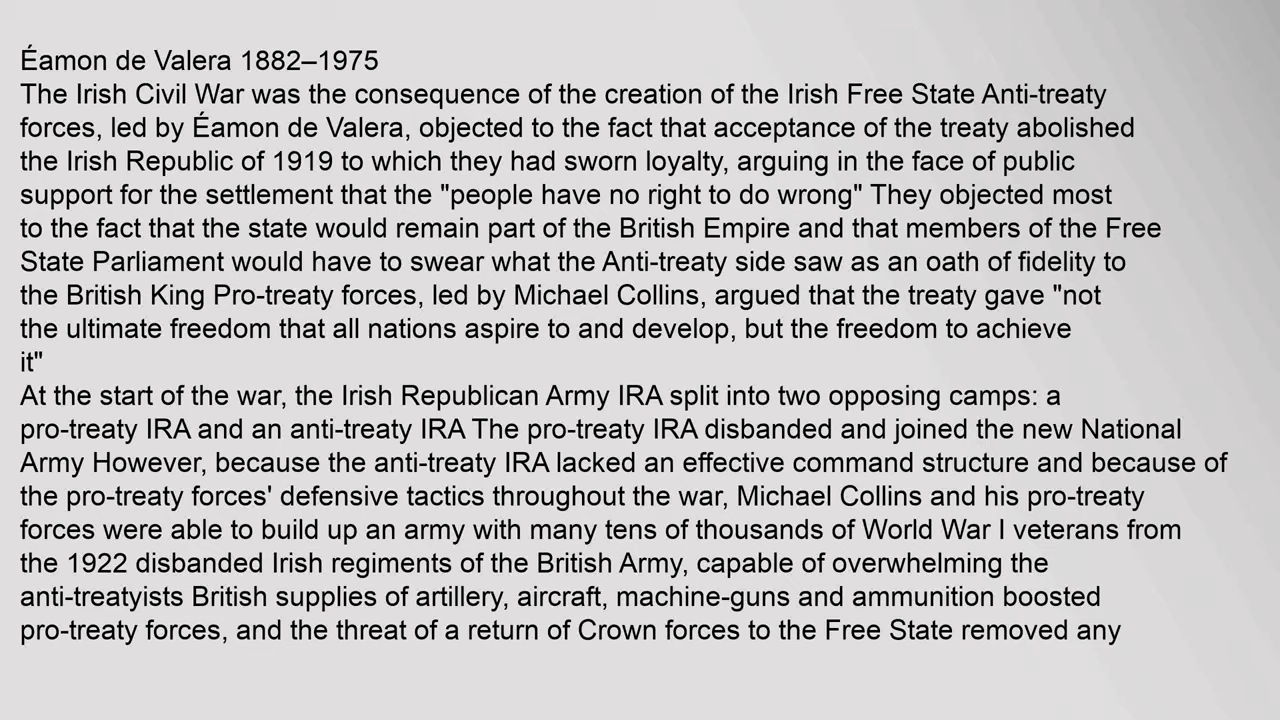 Éamon de Valera 1882–1975
The Irish Civil War was the consequence of the creation of the Irish Free State Anti-treaty
forces, led by Éamon de Valera, objected to the fact that acceptance of the treaty abolished
the Irish Republic of 1919 to which they had sworn loyalty, arguing in the face of public
support for the settlement that the "people have no right to do wrong" They objected most
to the fact that the state would remain part of the British Empire and that members of the Free
State Parliament would have to swear what the Anti-treaty side saw as an oath of fidelity to
the British King Pro-treaty forces, led by Michael Collins, argued that the treaty gave "not
the ultimate freedom that all nations aspire to and develop, but the freedom to achieve
it"
At the start of the war, the Irish Republican Army IRA split into two opposing camps: a
pro-treaty IRA and an anti-treaty IRA The pro-treaty IRA disbanded and joined the new National
Army However, because the anti-treaty IRA lacked an effective command structure and because of
the pro-treaty forces' defensive tactics throughout the war, Michael Collins and his pro-treaty
forces were able to build up an army with many tens of thousands of World War I veterans from
the 1922 disbanded Irish regiments of the British Army, capable of overwhelming the
anti-treatyists British supplies of artillery, aircraft, machine-guns and ammunition boosted
pro-treaty forces, and the threat of a return of Crown forces to the Free State removed any